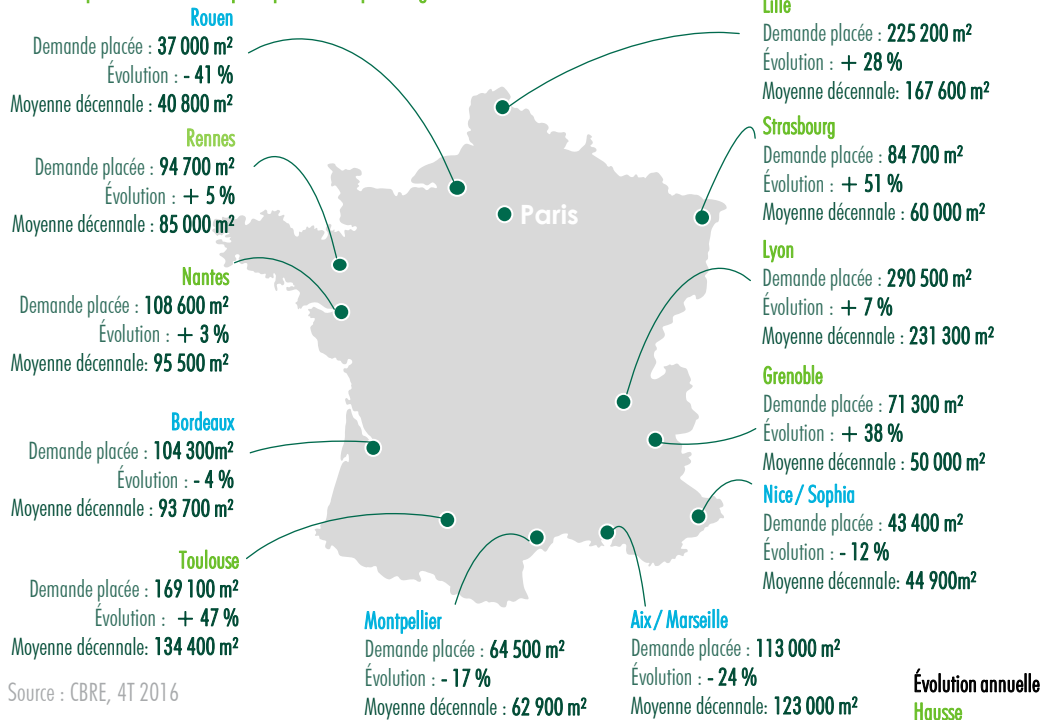 Rouen
Demande placée : 37 000 m²
Évolution : - 41 %
Moyenne décennale : 40 800 m²
Rennes
Demande placée : 94 700 m²
Évolution : + 5 %
Moyenne décennale : 85 000 m²
Nantes
Demande placée : 108 600 m²
Évolution : + 3 %
Moyenne décennale: 95 500 m²
Bordeaux
Demande placée : 104 300m²
Évolution : - 4 %
Moyenne décennale : 93 700 m²
Toulouse
Demande placée : 169 100 m²
Évolution : + 47 %
Moyenne décennale: 134 400 m²
Source : CBRE, 4T 2016
Paris
Montpellier
Demande placée : 64 500 m²
Évolution : - 17 %
Moyenne décennale : 62 900 m²
Aix / Marseille
Demande placée : 113 000 m²
Évolution : - 24 %
Moyenne décennale: 123 000 m²
Lille
Demande placée : 225 200 m²
Évolution : + 28 %
Moyenne décennale: 167 600 m²
Strasbourg
Demande placée : 84 700 m²
Évolution : + 51 %
Moyenne décennale : 60 000 m²
Lyon
Demande placée : 290 500 m²
Évolution : + 7 %
Moyenne décennale : 231 300 m²
Grenoble
Demande placée : 71 300 m²
Évolution : + 38 %
Moyenne décennale : 50 000 m²
Nice / Sophia
Demande placée : 43 400 m²
Évolution : - 12 %
Moyenne décennale: 44 900m²
Évolution annuelle
Hausse